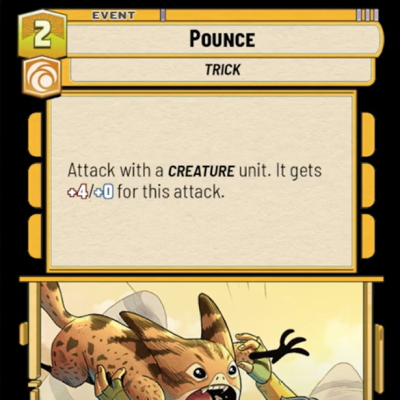 EVENT
2
POUNCE
TRICK
Attack with a CREATURE unit. It gets
+4/+0 for this attack.